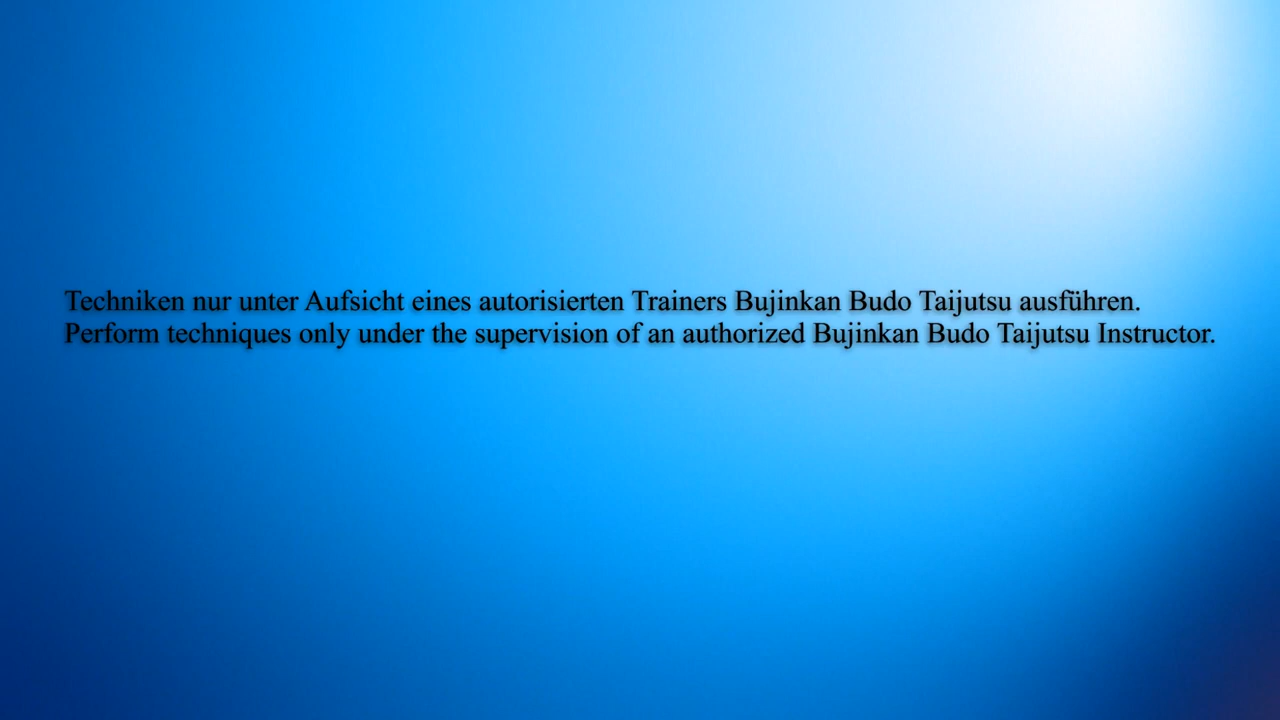 Techniken nur unter Aufsicht eines autorisierten Trainers Bujinkan Budo Taijutsu ausführen.
Perform techniques only under the supervision of an authorized Bujinkan Budo Taijutsu Instructor.